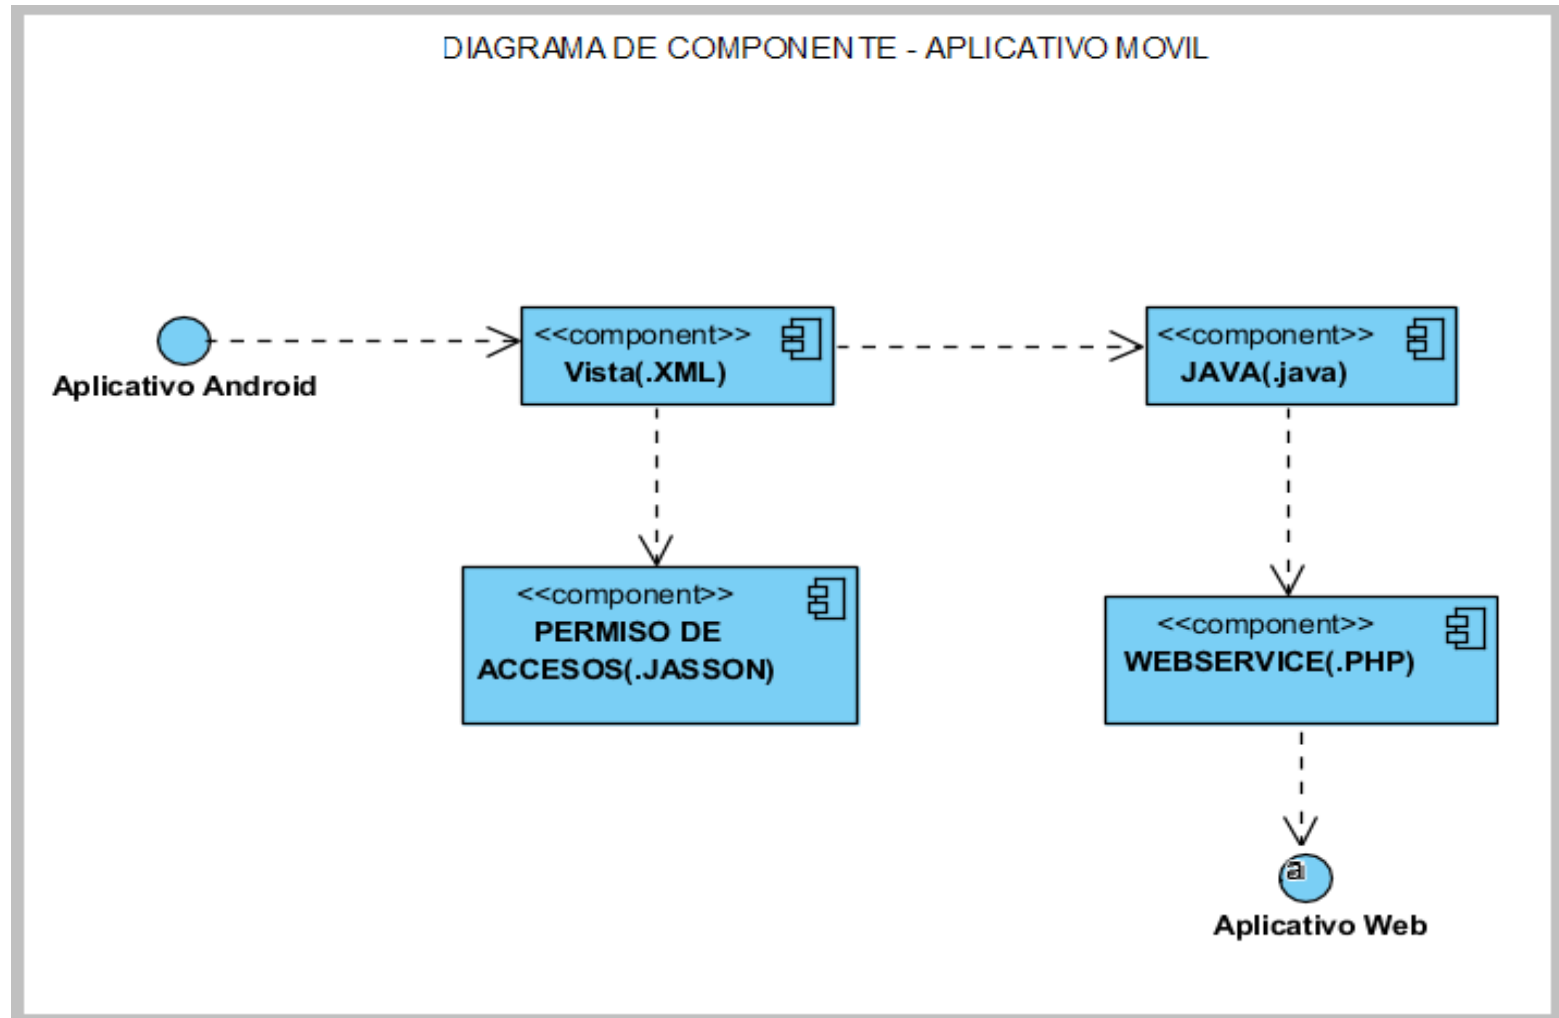 DIAGRAMA DE COMPONENTE - APLICATIVO MOVIL
<<component>>
Vista(.XML)
<<component>>
JAVA(.java)
Aplicativo Android
<<component>>
PERMISO DE
ACCESOS(.JASSON)
<<component>>
WEBSERVICE(.PHP)
a
Aplicativo Web